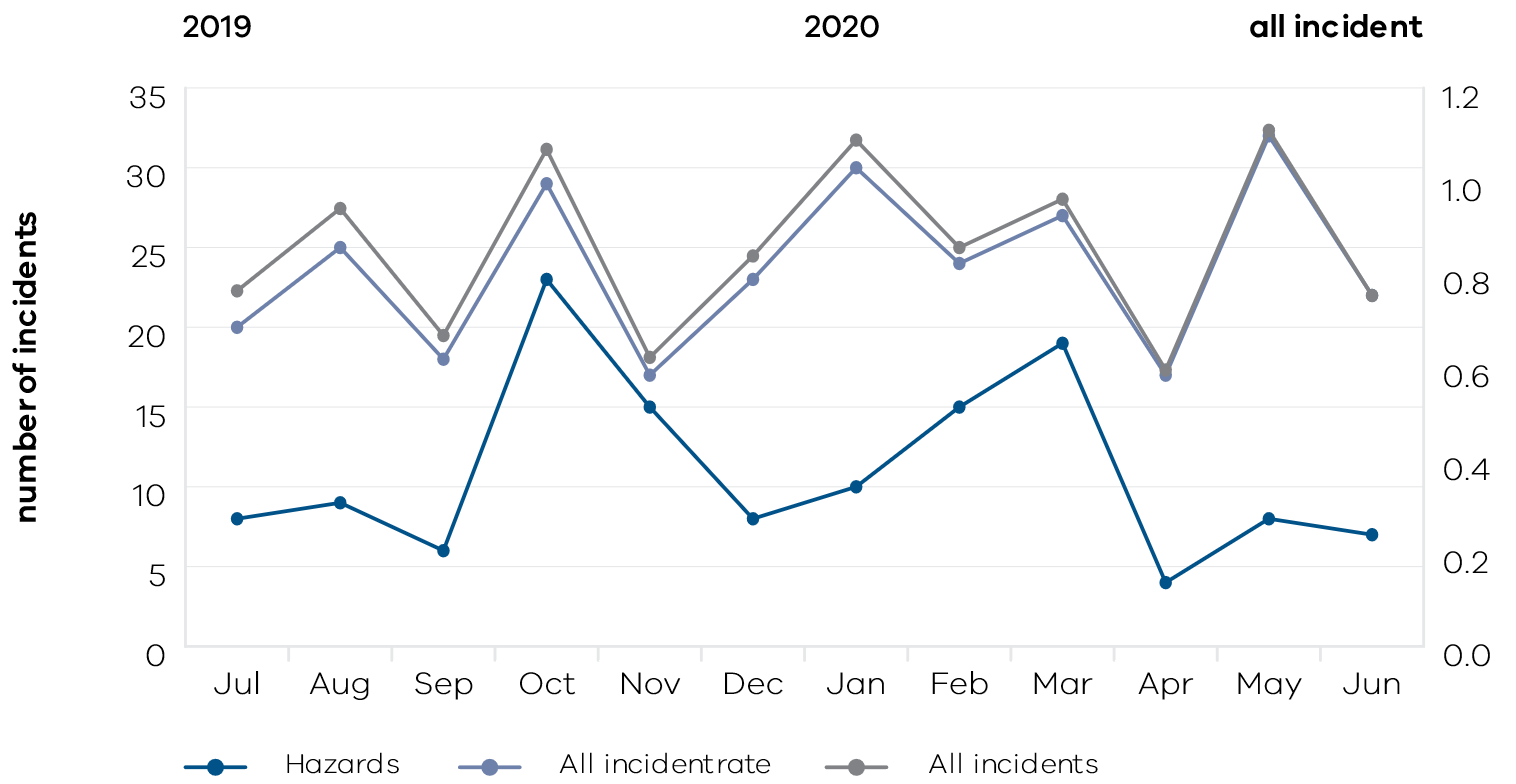 2019 2020 all incident
number of incidents
35 1.2
30 1.0
25 0.8
20 0.6
15 0.4
10 0.2
5 0.0
0
Jul Aug Sep Oct Nov Dec Jan Feb Mar Apr May Jun
Hazards All incidentrate All incidents